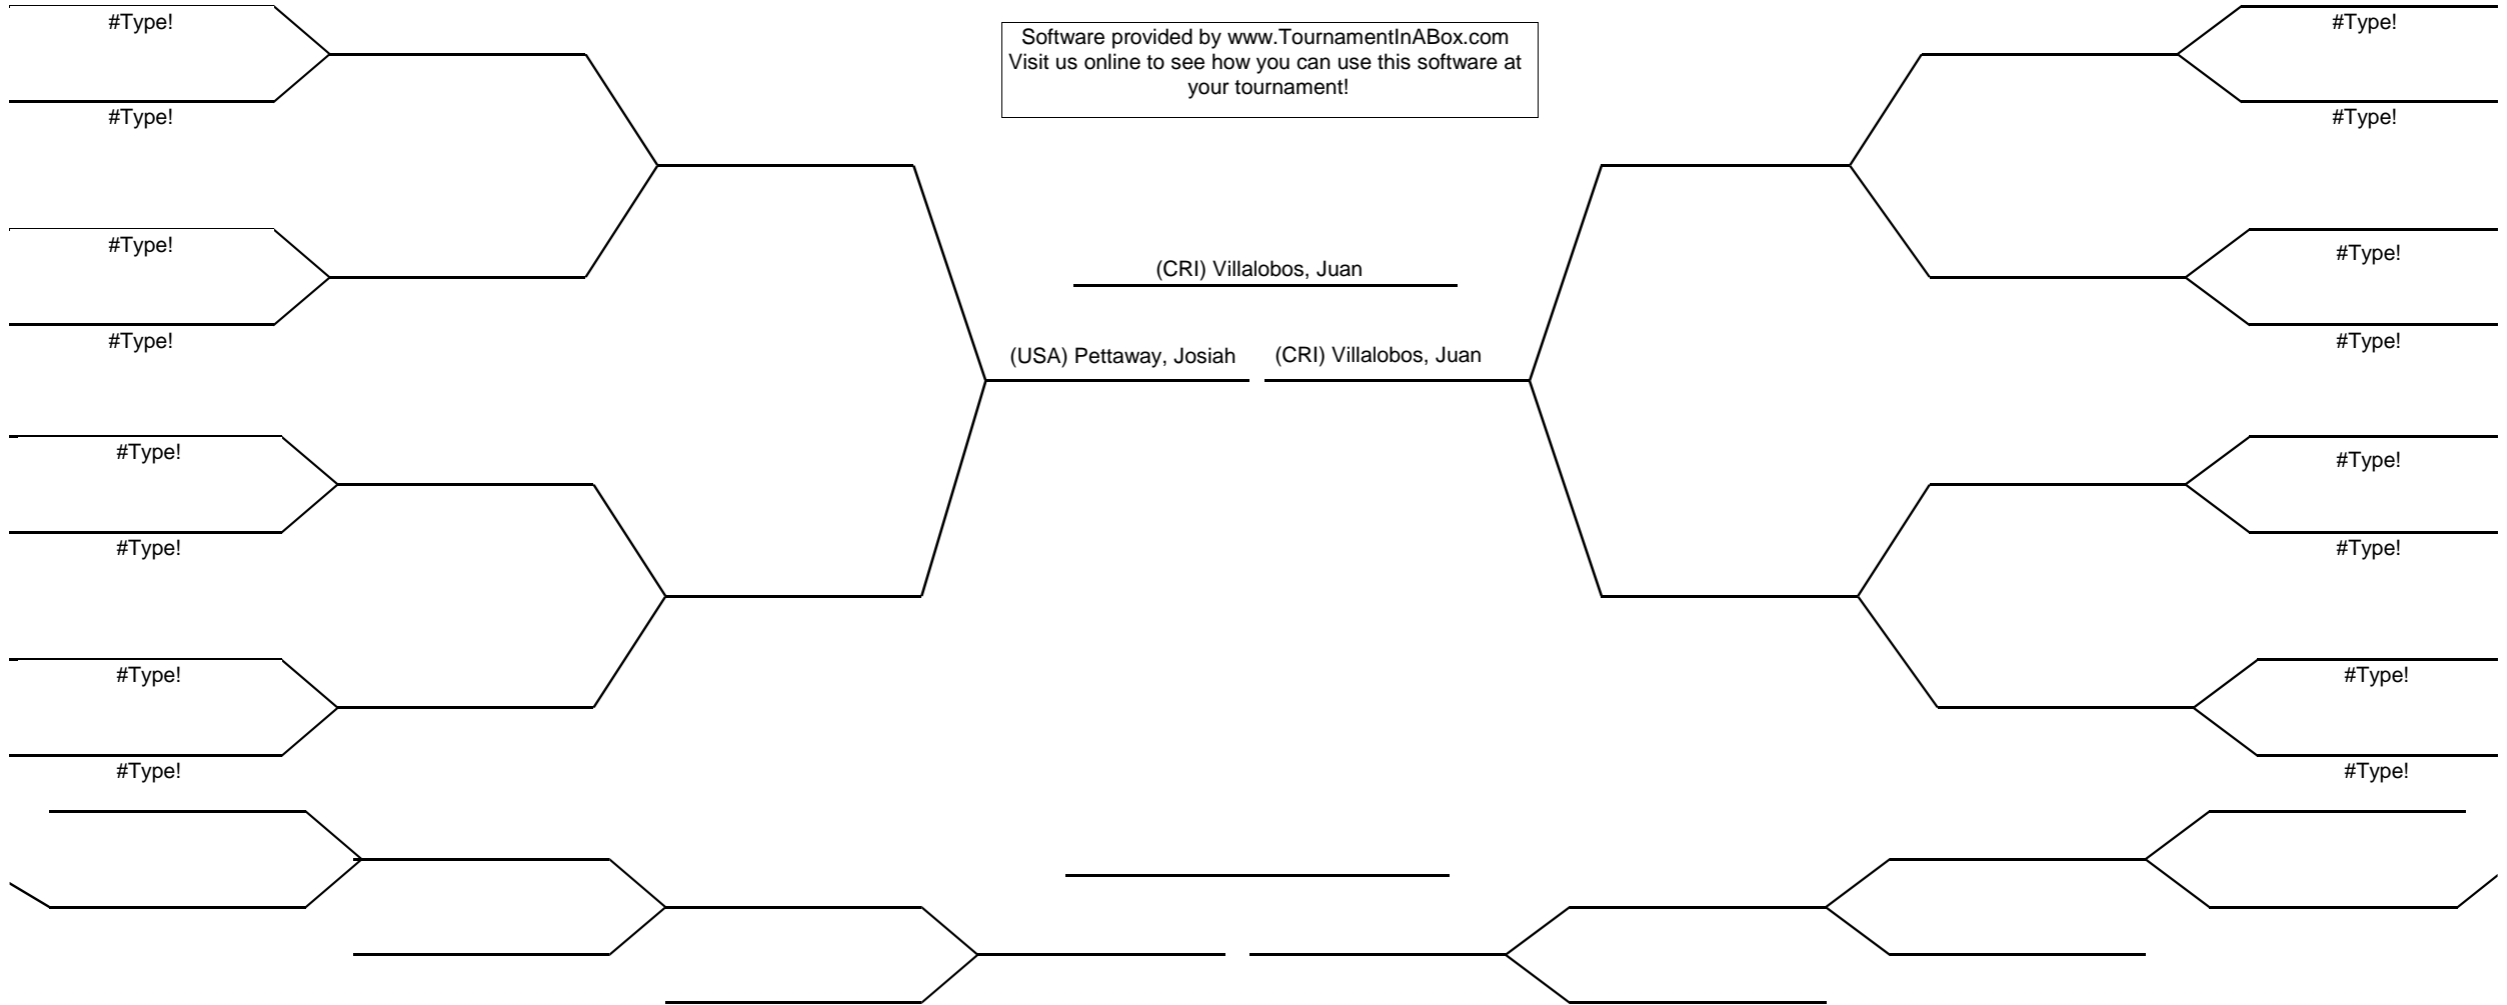 #Type!
Software provided by www.TournamentInABox.com
Visit us online to see how you can use this software at
your tournament!
#Type!
#Type!
#Type!
#Type!
#Type!
(CRI) Villalobos, Juan
#Type!
#Type!
(USA) Pettaway, Josiah
(CRI) Villalobos, Juan
#Type!
#Type!
#Type!
#Type!
#Type!
#Type!
#Type!
#Type!